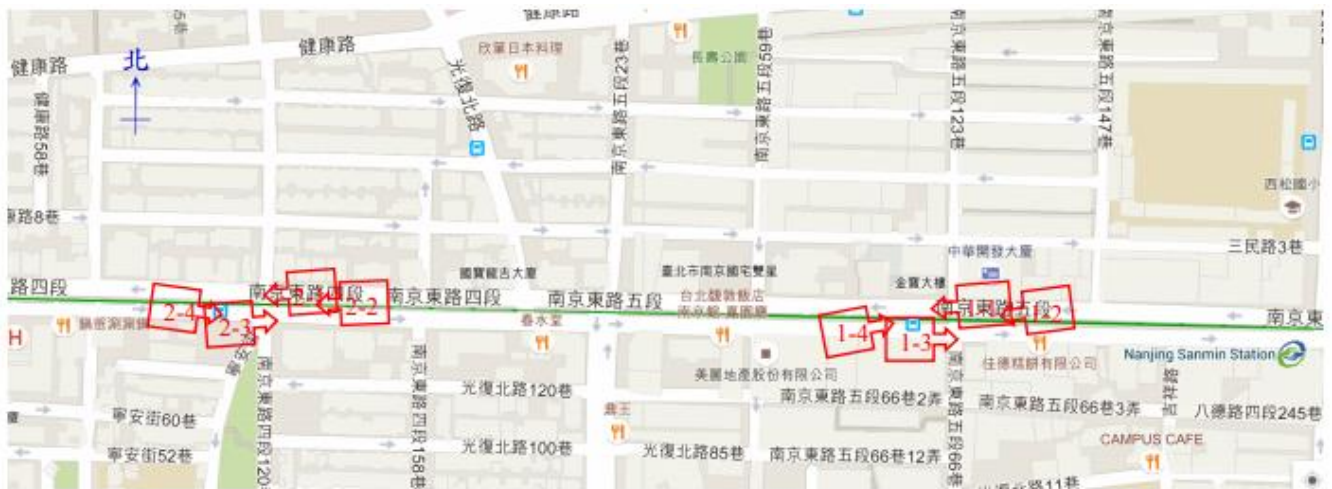 健康路
健康路
健康路
北
欣葉日本料理
長壽公園
光復北路
健康路58巷
南京東路五段23巷
南京東路五段59巷
南京東路五段123巷
南京東路五段147巷
西松國小
路8巷
三民路3巷
中華開發大廈
國寶龍吉大廈
臺北市南京國宅雙星
金寶大樓
路四段
南京東路四段
南京東路四段
南京東路五段
台北馥敦飯店
南京東路五段
南京東
2-4
2-3
2-2
1-4
1-3
1-2
春水堂
H
佳德糕餅有限公司
Nanjing Sanmin Station
美麗地產股份有限公司
光復北路120巷
南京東路五段66巷2弄
南京東路五段66巷3弄
吉祥路
八德路四段245巷
寧安街60巷
寧安街52巷
南京東路四段120
南京東路四段158巷
鼎王
光復北路100巷
光復北路85巷
南京東路五段66巷12弄
南京東路五段66巷
CAMPUS CAFE
路11巷